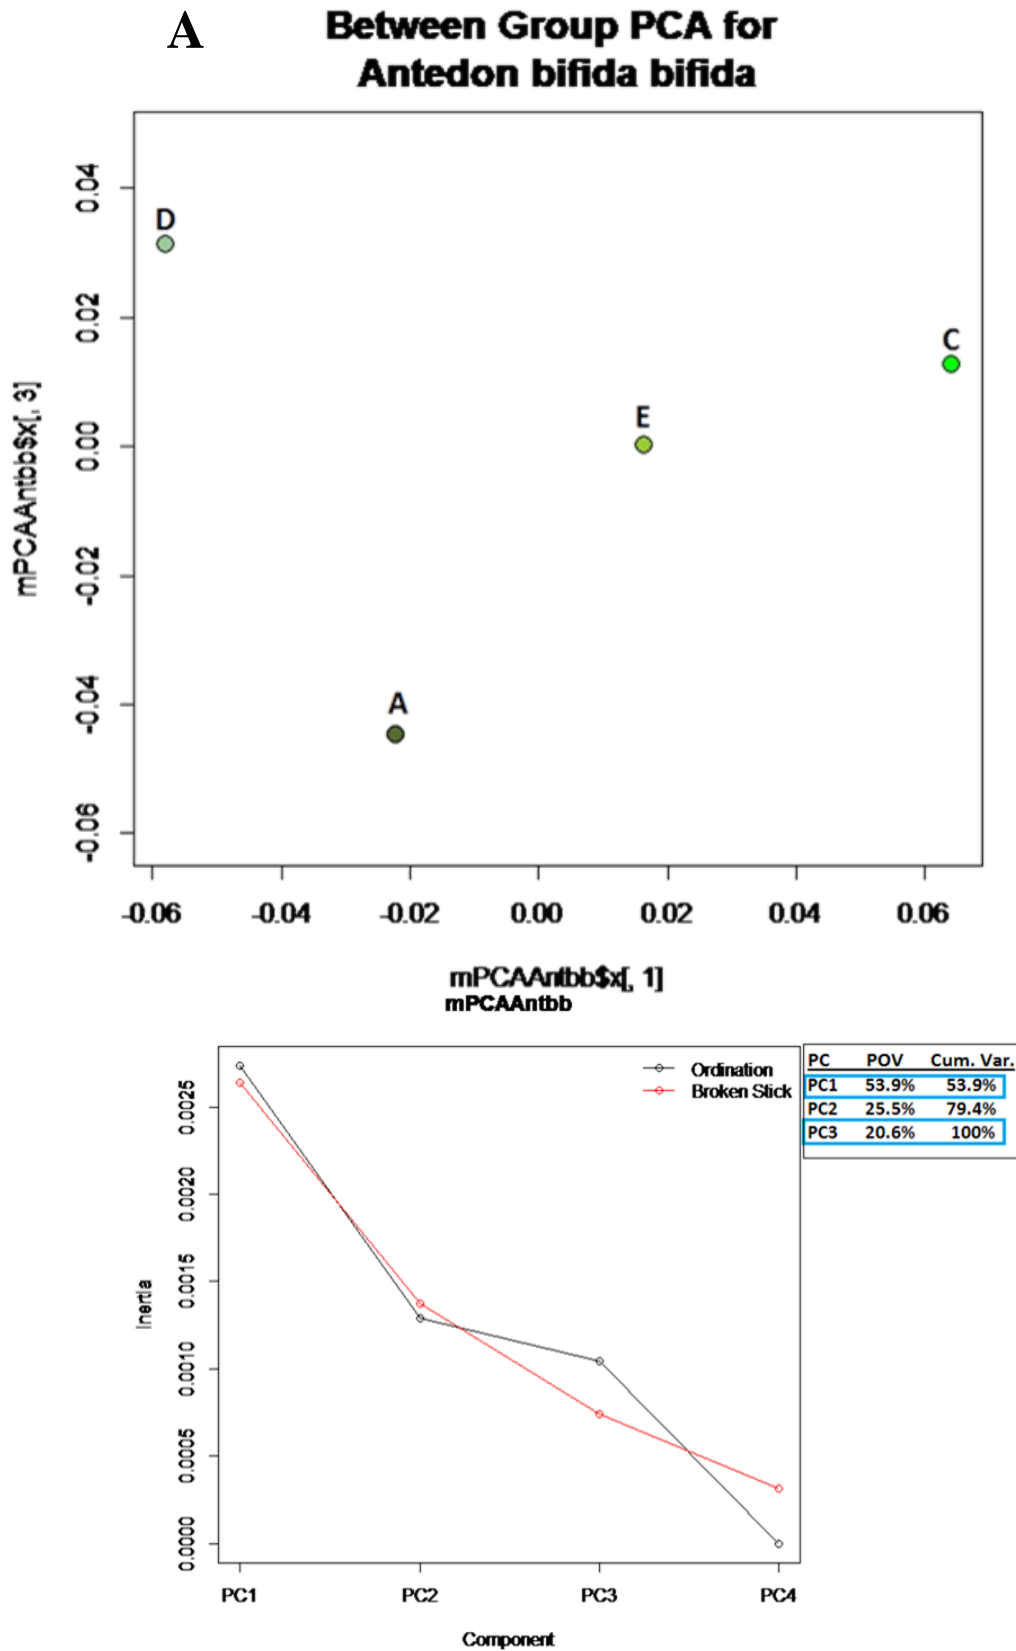 A
Between Group PCA for
Antedon bifida bifida
0.04
0.02
0.00
-0.02
-0.04
-0.06
mPCAAntbb$x[, 3]
D
C
E
A
-0.06 -0.04 -0.02 0.00 0.02 0.04 0.06
mPCAAntbb$x[, 1]
mPCAAntbb
Ordination
Broken Stick
PC POV Cum. Var.
PC1 53.9% 53.9%
PC2 25.5% 79.4%
PC3 20.6% 100%
0.0025
0.0020
0.0015
0.0010
0.0005
0.0000
Inertia
PC1 PC2 PC3 PC4
Component